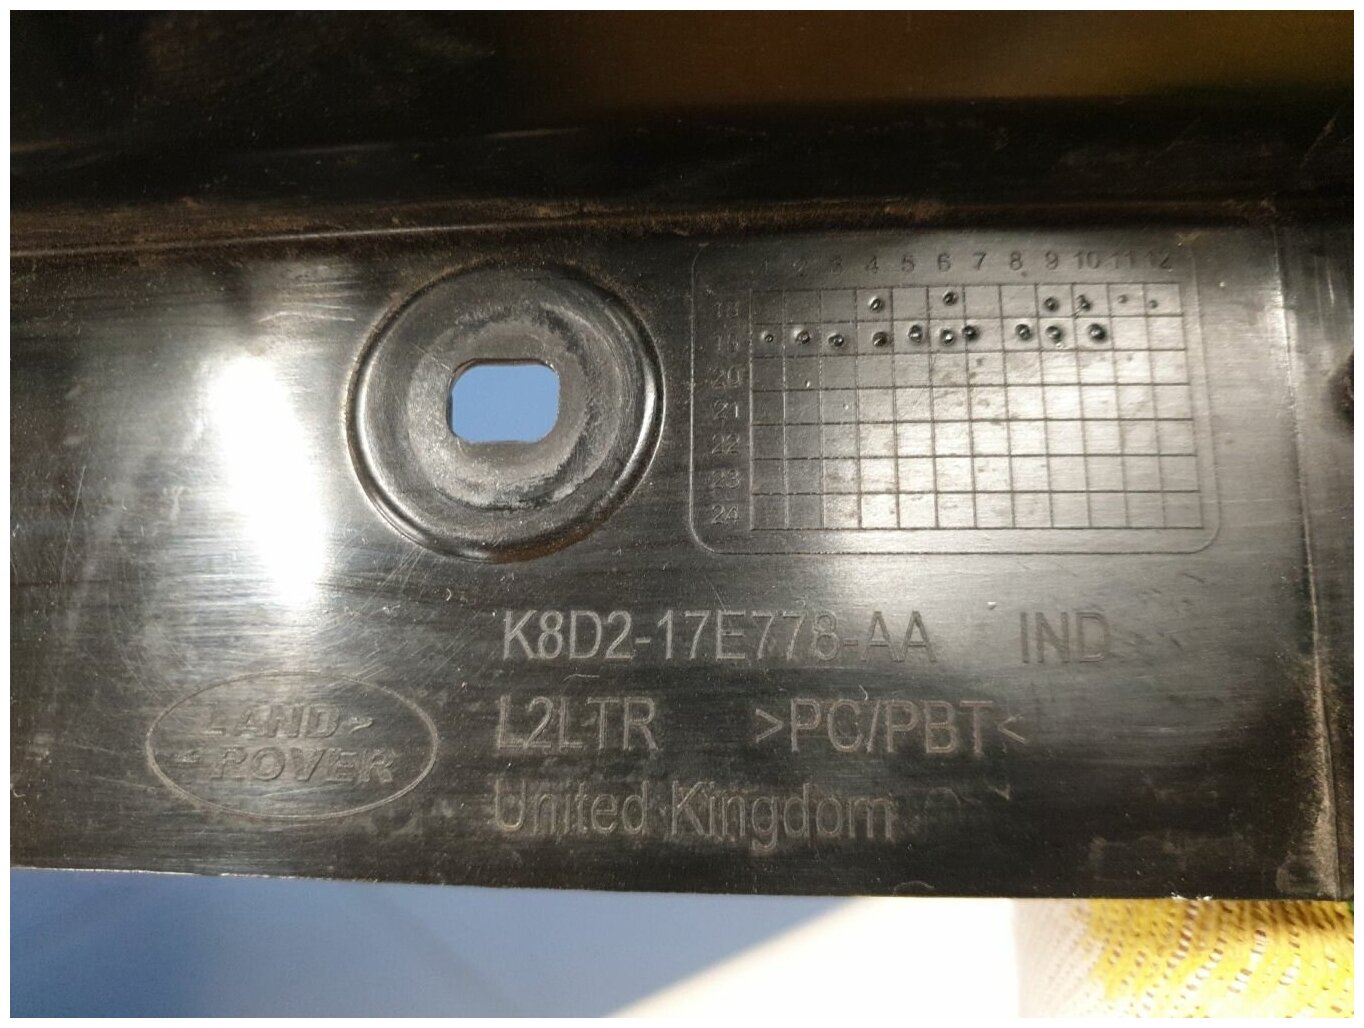 1 2 3 4 5 6 7 8 9 10 11 12
18
19
20
21
22
23
24
K8D2-17E778-AA IND
L2LTR >PC/PBT<
United Kingdom
LAND
ROVER